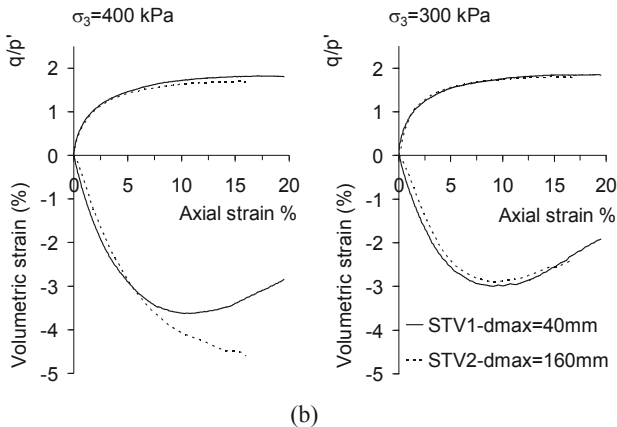 σ3=400 kPa
σ3=300 kPa
q/p'
2
1
0
0 5 10 15 20
Axial strain %
Volumetric strain (%)
-1
-2
-3
-4
-5
q/p'
2
1
0
0 5 10 15 20
Axial strain %
Volumetric strain (%)
-1
-2
-3
-4
-5
STV1-dmax=40mm
STV2-dmax=160mm
(b)